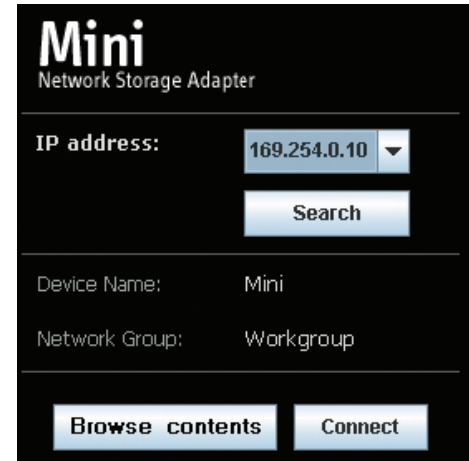 Mini
Network Storage Adapter
IP address: 169.254.0.10
Search
Device Name: Mini
Network Group: Workgroup
Browse contents Connect